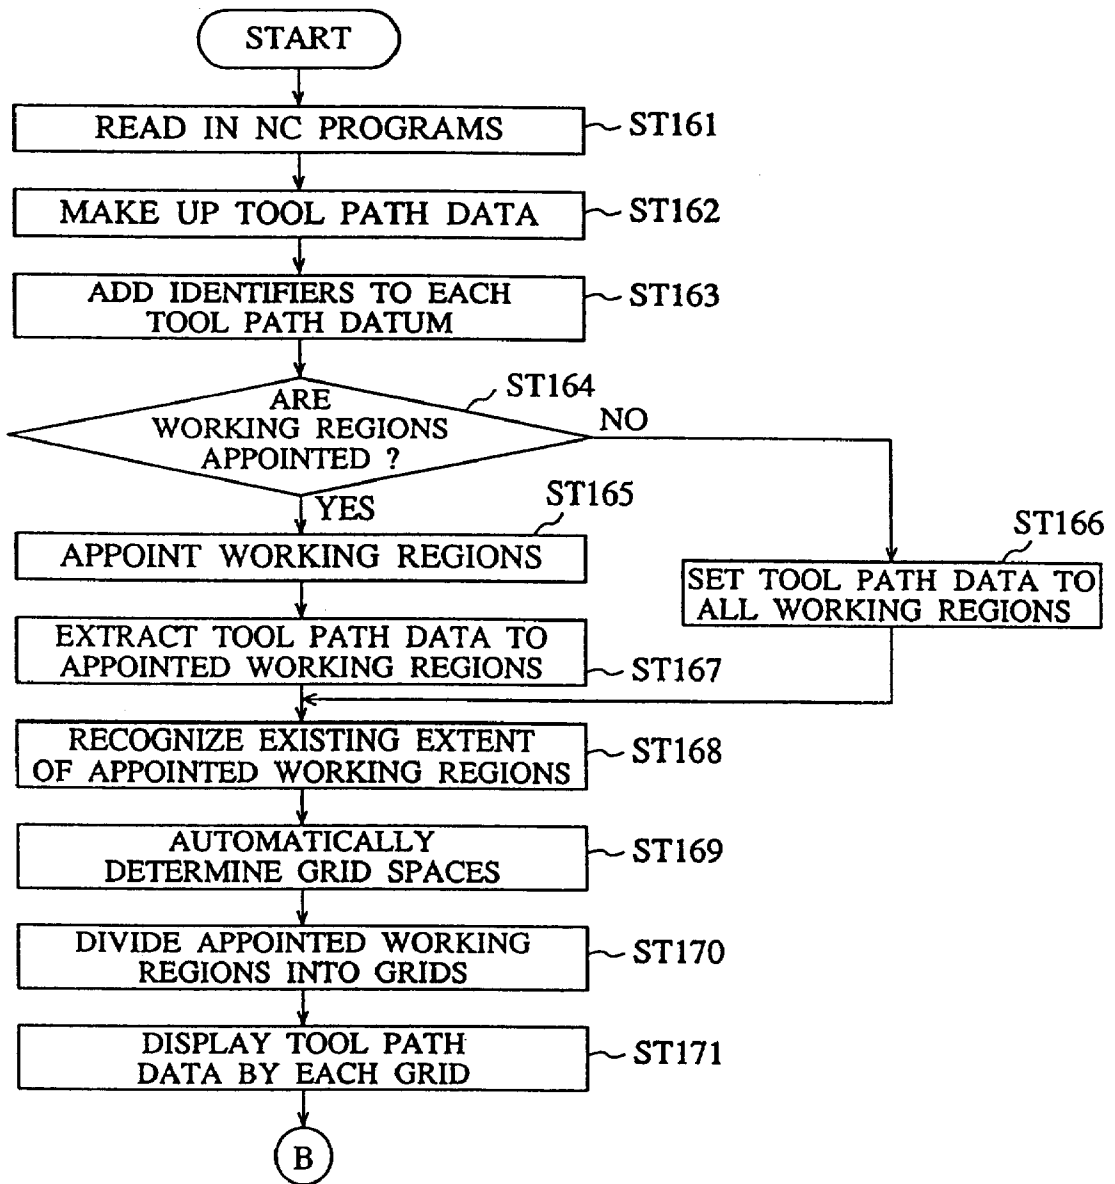 START
READ IN NC PROGRAMS
ST161
MAKE UP TOOL PATH DATA
ST162
ADD IDENTIFIERS TO EACH
TOOL PATH DATUM
ST163
ST164
ARE
WORKING REGIONS
APPOINTED ?
NO
YES
ST165
APPOINT WORKING REGIONS
ST166
SET TOOL PATH DATA TO
ALL WORKING REGIONS
EXTRACT TOOL PATH DATA TO
APPOINTED WORKING REGIONS
ST167
RECOGNIZE EXISTING EXTENT
OF APPOINTED WORKING REGIONS
ST168
AUTOMATICALLY
DETERMINE GRID SPACES
ST169
DIVIDE APPOINTED WORKING
REGIONS INTO GRIDS
ST170
DISPLAY TOOL PATH
DATA BY EACH GRID
ST171
B